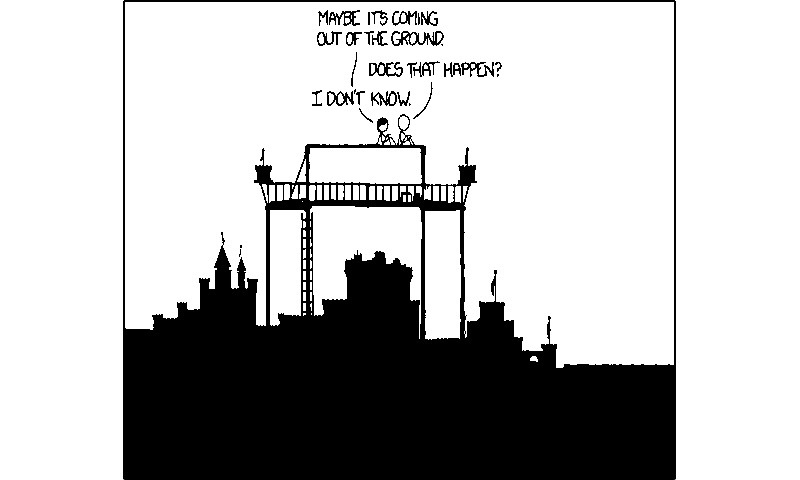 MAYBE IT'S COMING
OUT OF THE GROUND.
DOES THAT HAPPEN?
I DON'T KNOW.